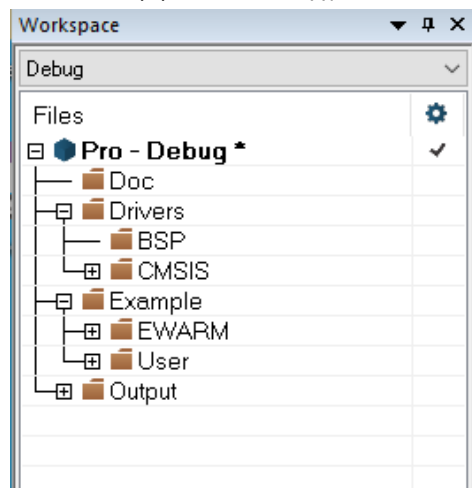 Workspace
Debug
Files
Pro - Debug *
Doc
Drivers
BSP
CMSIS
Example
EWARM
User
Output